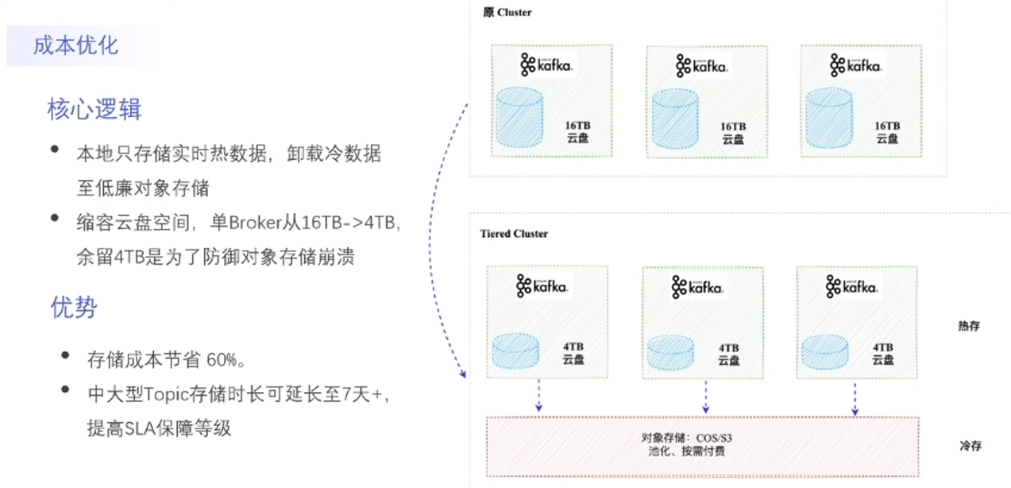 成本优化
核心逻辑
本地只存储实时热数据，卸载冷数据
至低廉对象存储
缩容云盘空间，单Broker从16TB->4TB，
余留4TB是为了防御对象存储崩溃
优势
存储成本节省 60%。
中大型Topic存储时长可延长至7天+，
提高SLA保障等级
原 Cluster
kafka
16TB
云盘
kafka
16TB
云盘
kafka
16TB
云盘
Tiered Cluster
kafka
4TB
云盘
kafka
4TB
云盘
kafka
4TB
云盘
热存
对象存储：COS/S3
池化、按需付费
冷存